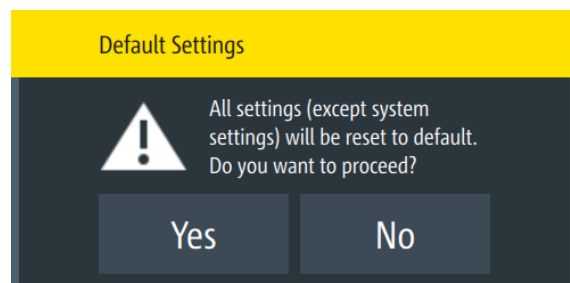 Default Settings
All settings (except system
settings) will be reset to default.
Do you want to proceed?
Yes
No